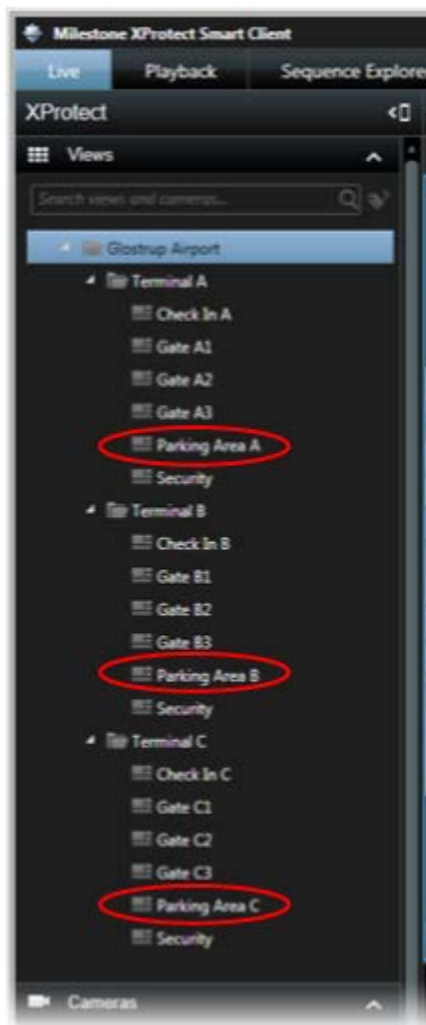 Milestone XProtect Smart Client
Live Playback Sequence Explore
XProtect
Views
Search views and cameras...
Glostrup Airport
Terminal A
Check In A
Gate A1
Gate A2
Gate A3
Parking Area A
Security
Terminal B
Check In B
Gate B1
Gate B2
Gate B3
Parking Area B
Security
Terminal C
Check In C
Gate C1
Gate C2
Gate C3
Parking Area C
Security
Cameras